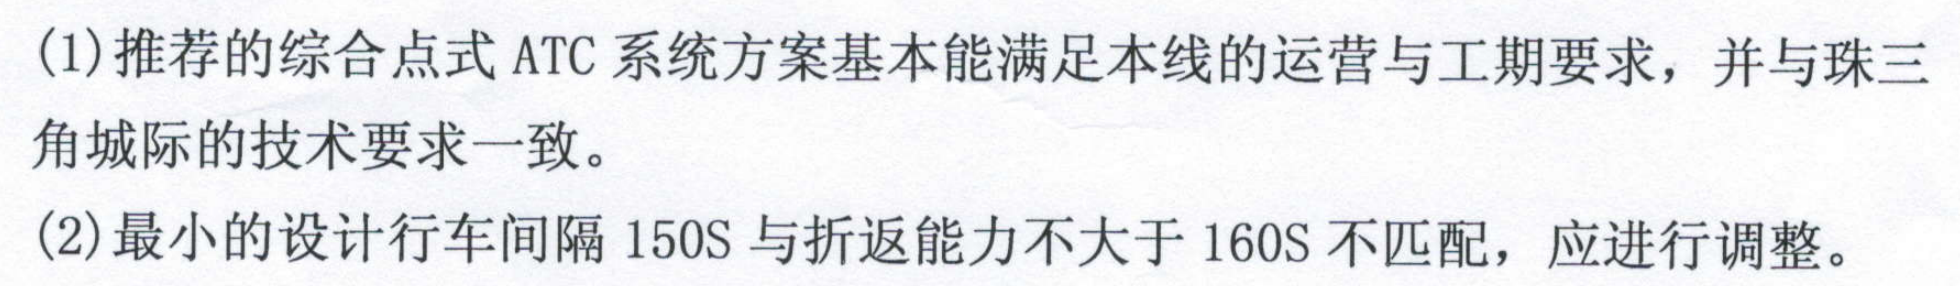 (1)推荐的综合点式 ATC 系统方案基本能满足本线的运营与工期要求，并与珠三
角城际的技术要求一致。
(2)最小的设计行车间隔 150S 与折返能力不大于 160S 不匹配，应进行调整。